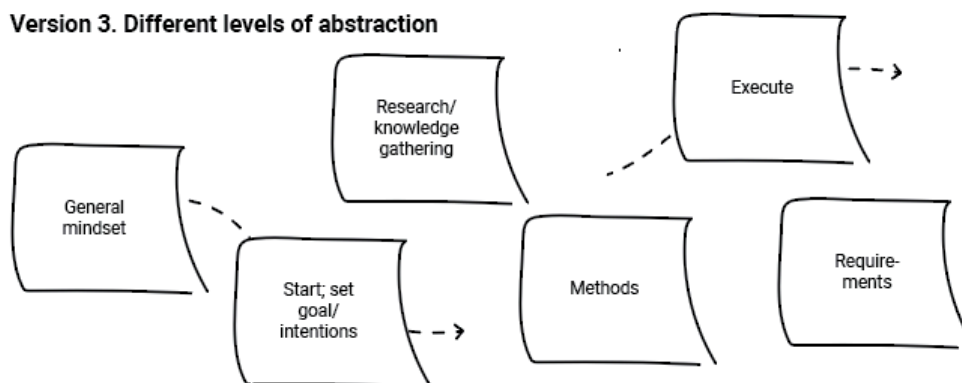 Version 3. Different levels of abstraction
General
mindset
Start; set
goal/
intentions
Research/
knowledge
gathering
Methods
Execute
Require-
ments